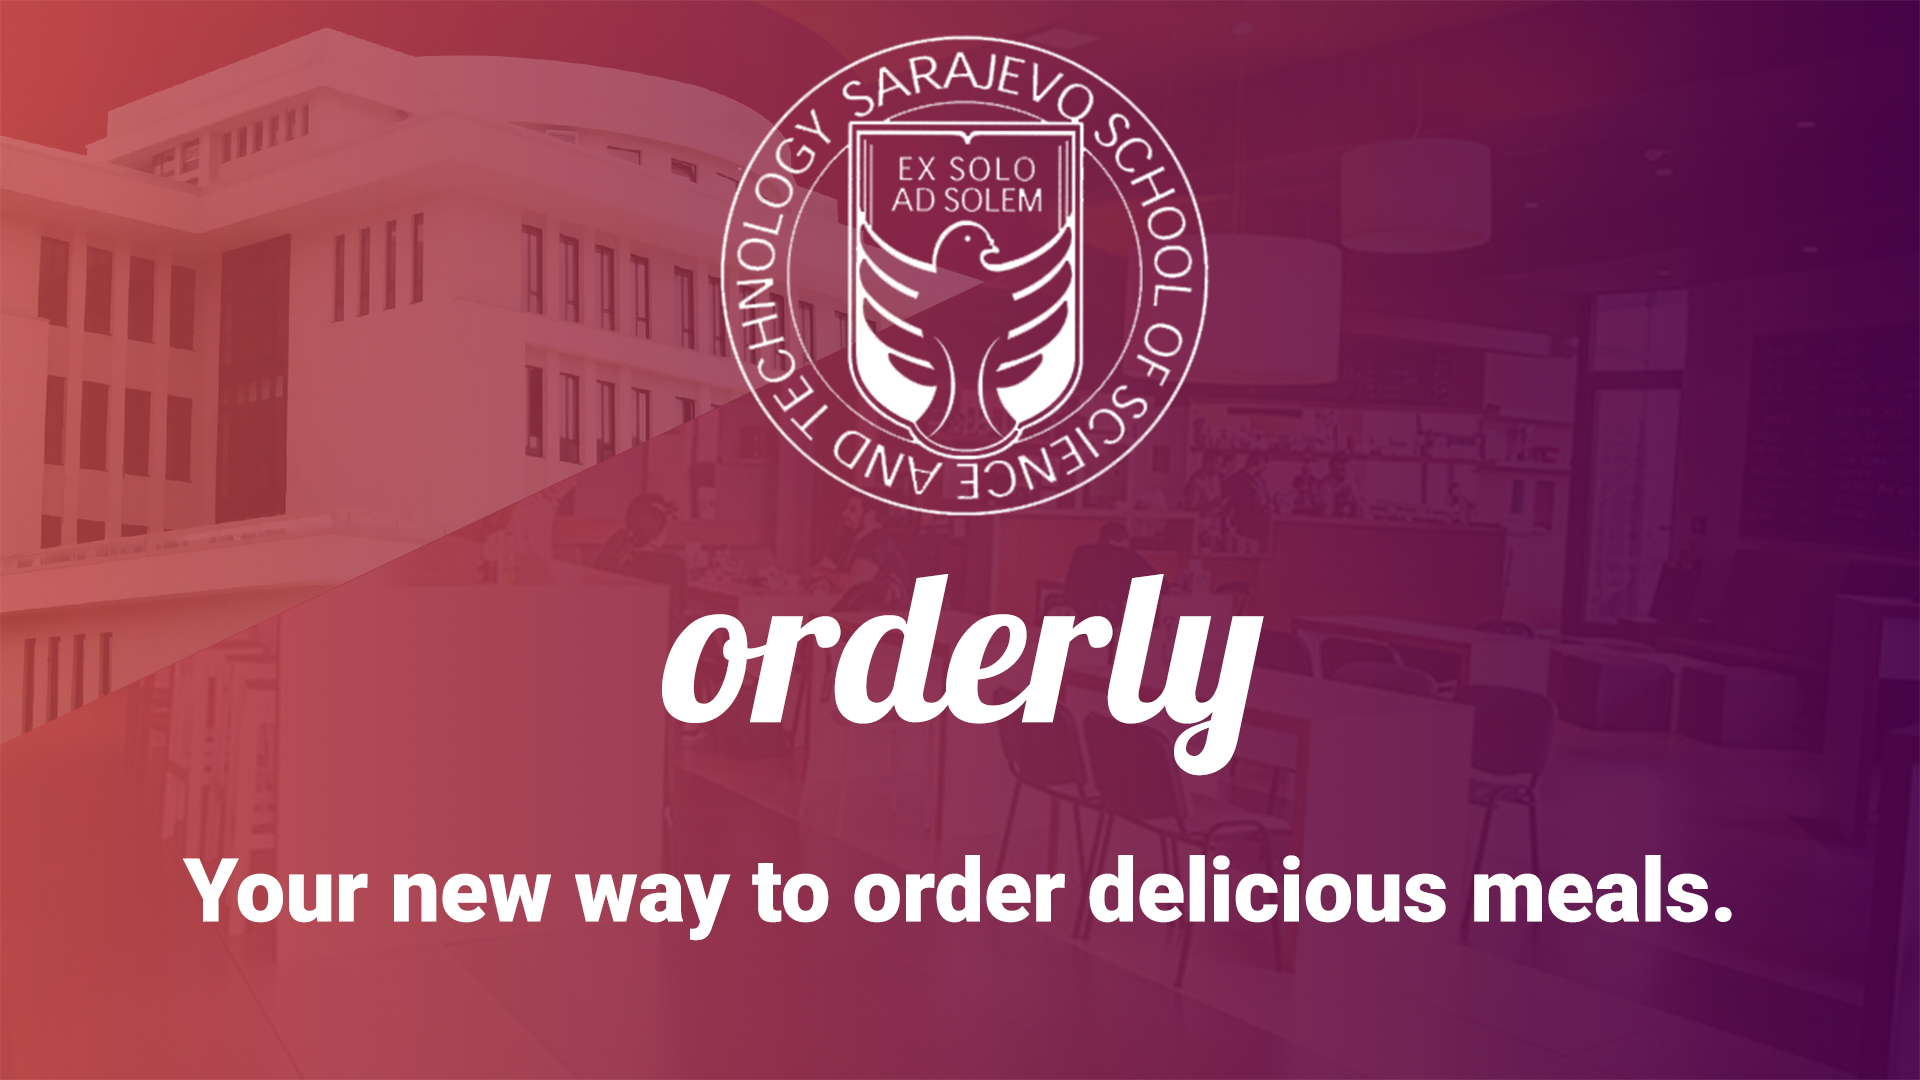 SARAJEVO SCHOOL OF SCIENCE AND TECHNOLOGY
EX SOLO
AD SOLEM
orderly
Your new way to order delicious meals.